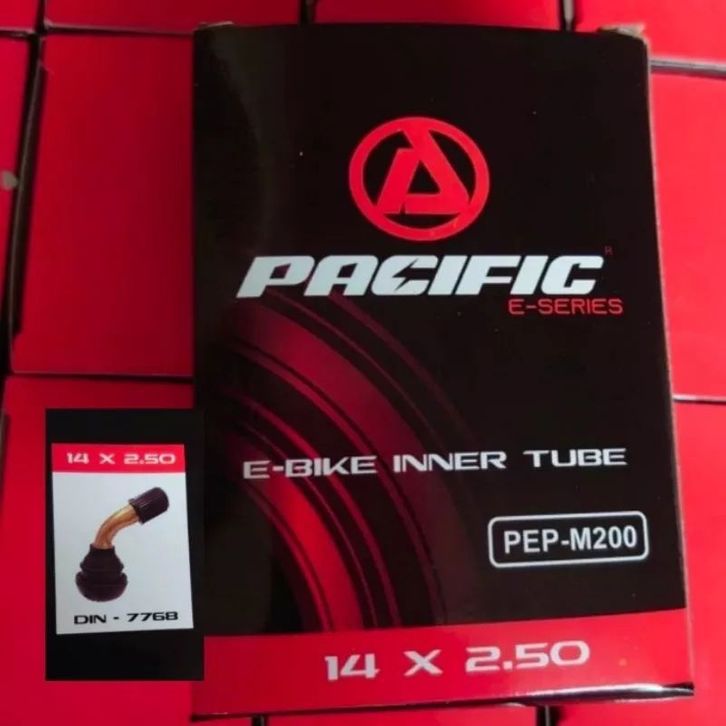 PACIFIC
R
E-SERIES
E-BIKE INNER TUBE
PEP-M200
14 X 2.50
14 X 2.50
DIN - 7768